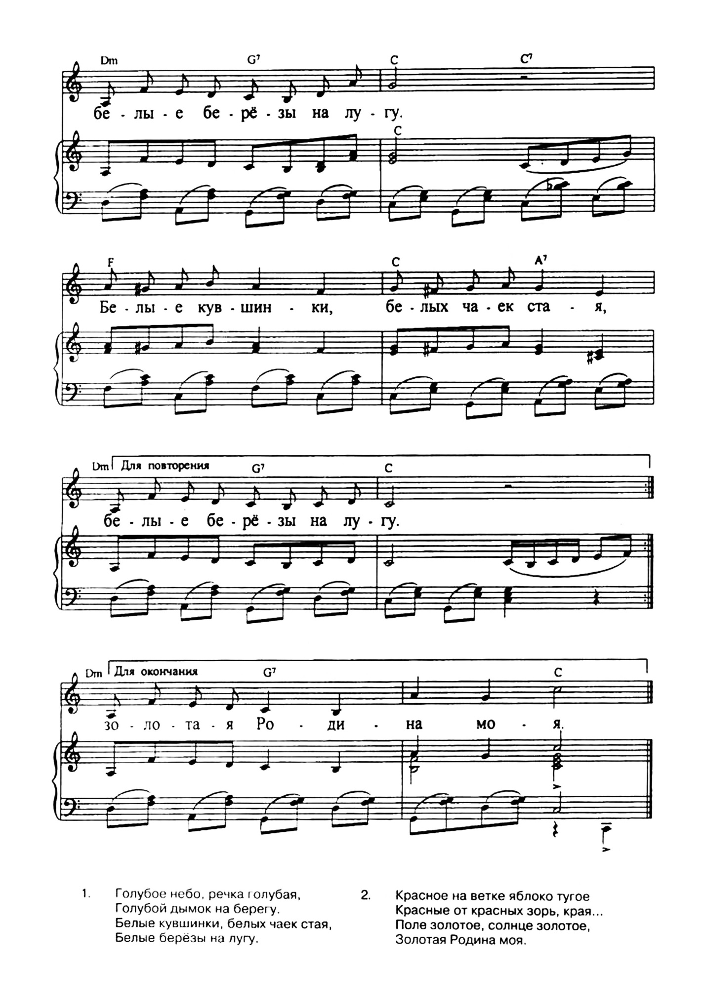 Dm G7 C C7
бе - лы - е бе - рё - зы на лу - гу.
C
F C A7
Бе - лы - е кув - шин - ки, бе - лых ча - ек ста - я,
Dm Для повторения G7 C
бе - лы - е бе - рё - зы на лу - гу.
Dm Для окончания G7 C
зо - ло - та - я Ро - ди - на мо - я.
1. Голубое небо, речка голубая,
Голубой дымок на берегу.
Белые кувшинки, белых чаек стая,
Белые берёзы на лугу.
2. Красное на ветке яблоко тугое
Красные от красных зорь, края...
Поле золотое, солнце золотое,
Золотая Родина моя.